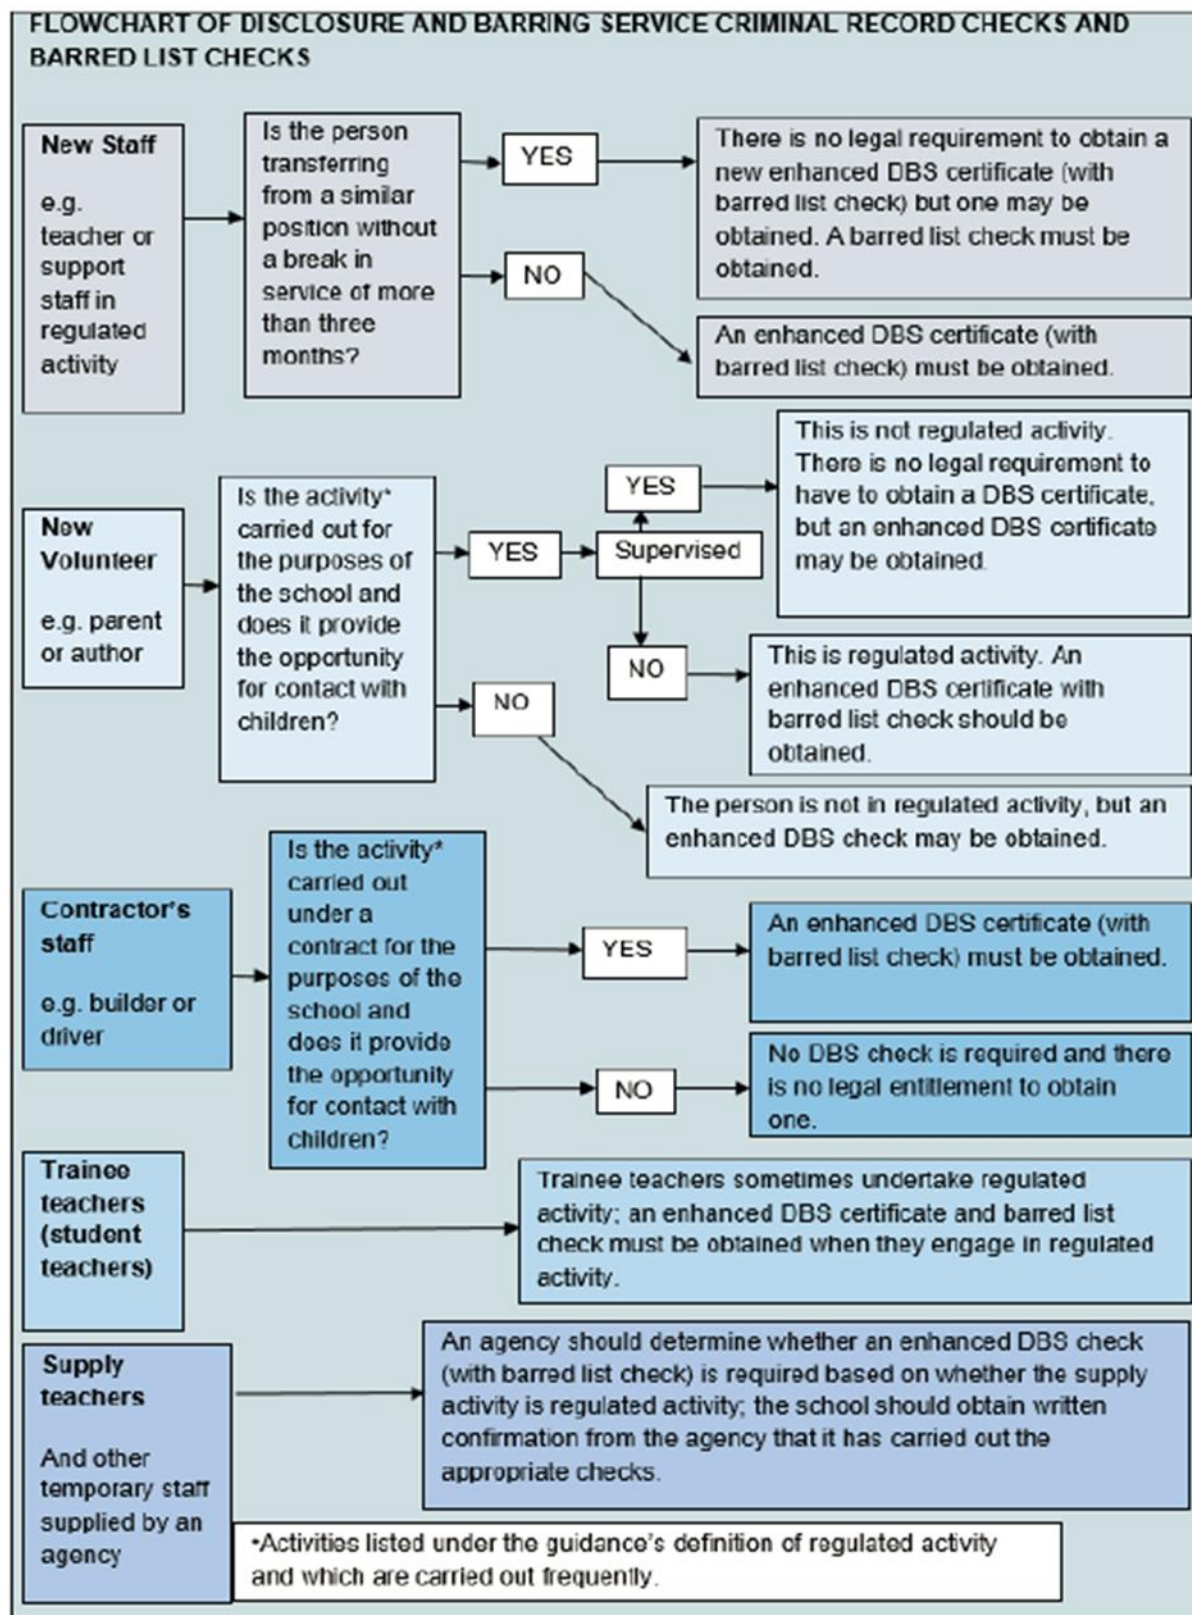 FLOWCHART OF DISCLOSURE AND BARRING SERVICE CRIMINAL RECORD CHECKS AND
BARRED LIST CHECKS
New Staff
e.g.
teacher or
support
staff in
regulated
activity
Is the person
transferring
from a similar
position without
a break in
service of more
than three
months?
YES
NO
There is no legal requirement to obtain a
new enhanced DBS certificate (with
barred list check) but one may be
obtained. A barred list check must be
obtained.
An enhanced DBS certificate (with
barred list check) must be obtained.
New
Volunteer
e.g. parent
or author
Is the activity*
carried out for
the purposes of
the school and
does it provide
the opportunity
for contact with
children?
YES
NO
Supervised
YES
NO
This is not regulated activity.
There is no legal requirement to
have to obtain a DBS certificate,
but an enhanced DBS certificate
may be obtained.
This is regulated activity. An
enhanced DBS certificate with
barred list check should be
obtained.
The person is not in regulated activity, but an
enhanced DBS check may be obtained.
Contractor's
staff
e.g. builder or
driver
Is the activity*
carried out
under a
contract for the
purposes of the
school and
does it provide
the opportunity
for contact with
children?
YES
NO
An enhanced DBS certificate (with
barred list check) must be obtained.
No DBS check is required and there
is no legal entitlement to obtain
one.
Trainee
teachers
(student
teachers)
Trainee teachers sometimes undertake regulated
activity; an enhanced DBS certificate and barred list
check must be obtained when they engage in regulated
activity.
Supply
teachers
And other
temporary staff
supplied by an
agency
An agency should determine whether an enhanced DBS check
(with barred list check) is required based on whether the supply
activity is regulated activity; the school should obtain written
confirmation from the agency that it has carried out the
appropriate checks.
*Activities listed under the guidance's definition of regulated activity
and which are carried out frequently.